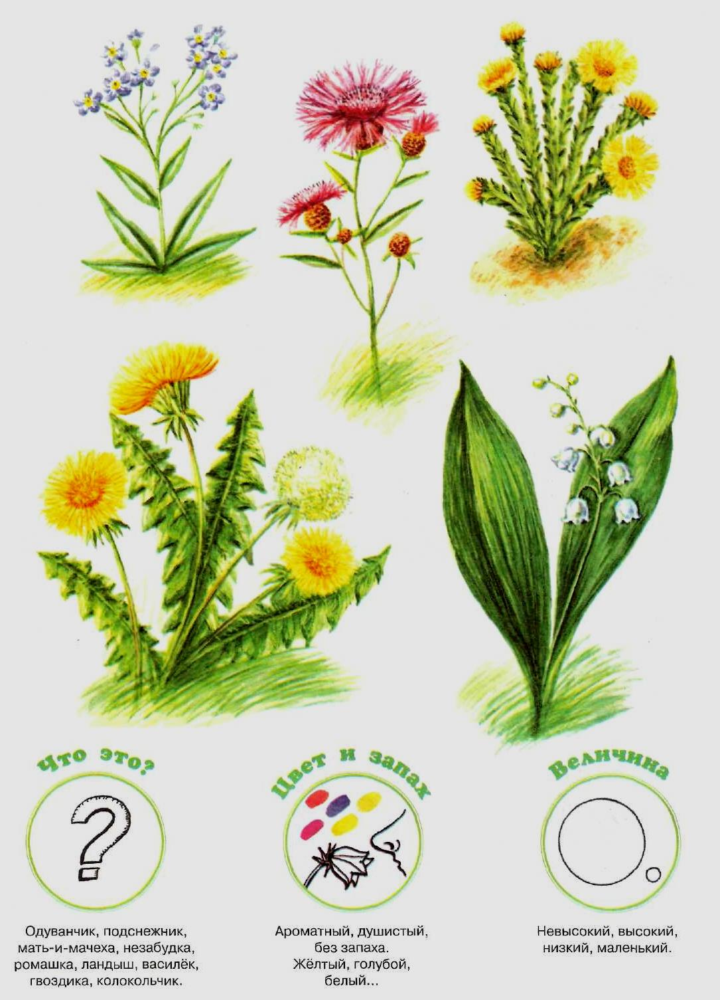 Что это?
Цвет и запах
Величина
Одуванчик, подснежник,
мать-и-мачеха, незабудка,
ромашка, ландыш, василёк,
гвоздика, колокольчик.
Ароматный, душистый,
без запаха.
Жёлтый, голубой,
белый...
Невысокий, высокий,
низкий, маленький.